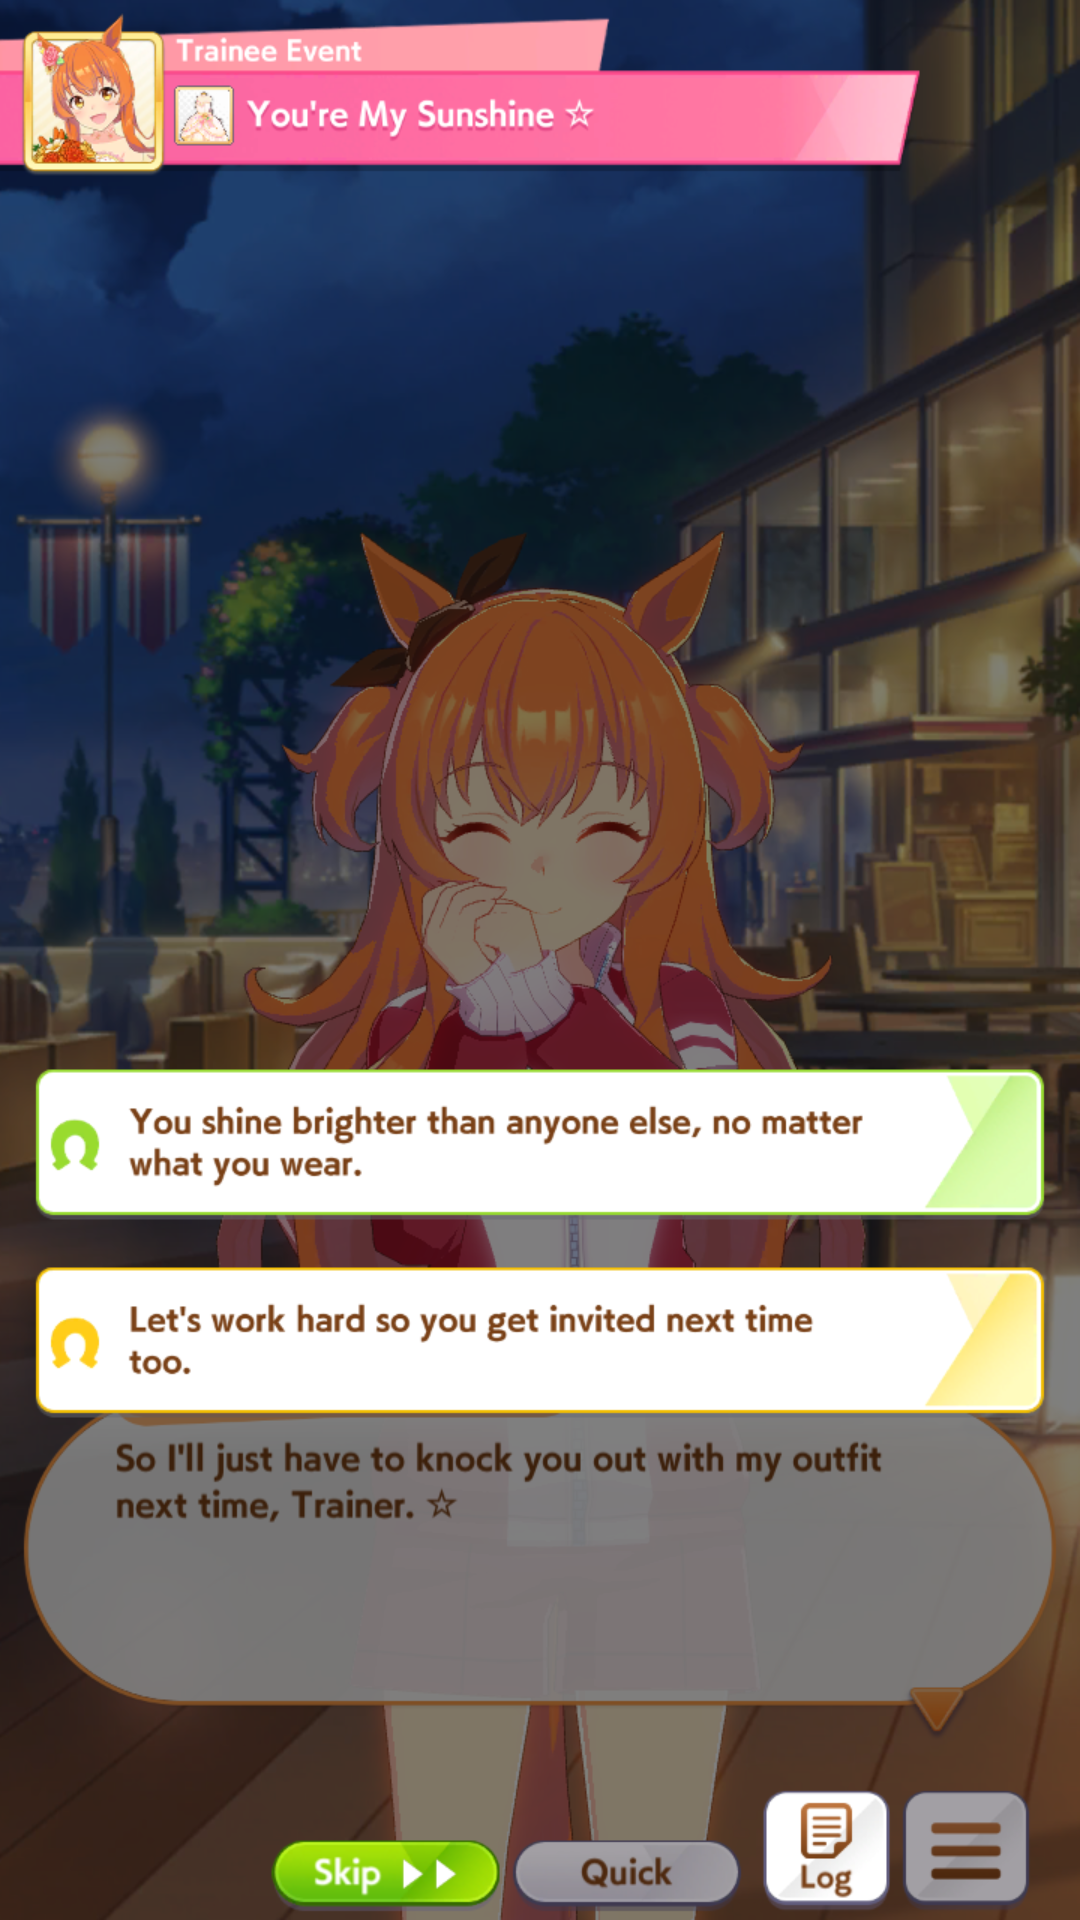 Trainee Event
You're My Sunshine ☆
You shine brighter than anyone else, no matter
what you wear.
Let's work hard so you get invited next time
too.
So I'll just have to knock you out with my outfit
next time, Trainer. ☆
Skip
Quick
Log